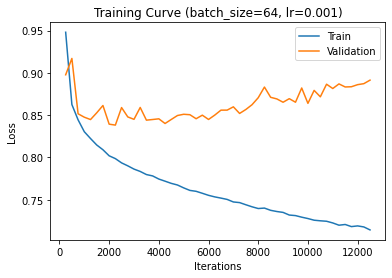 Training Curve (batch_size=64, lr=0.001)
Train
Validation
0.95
0.90
0.85
0.80
0.75
Loss
0 2000 4000 6000 8000 10000 12000
Iterations